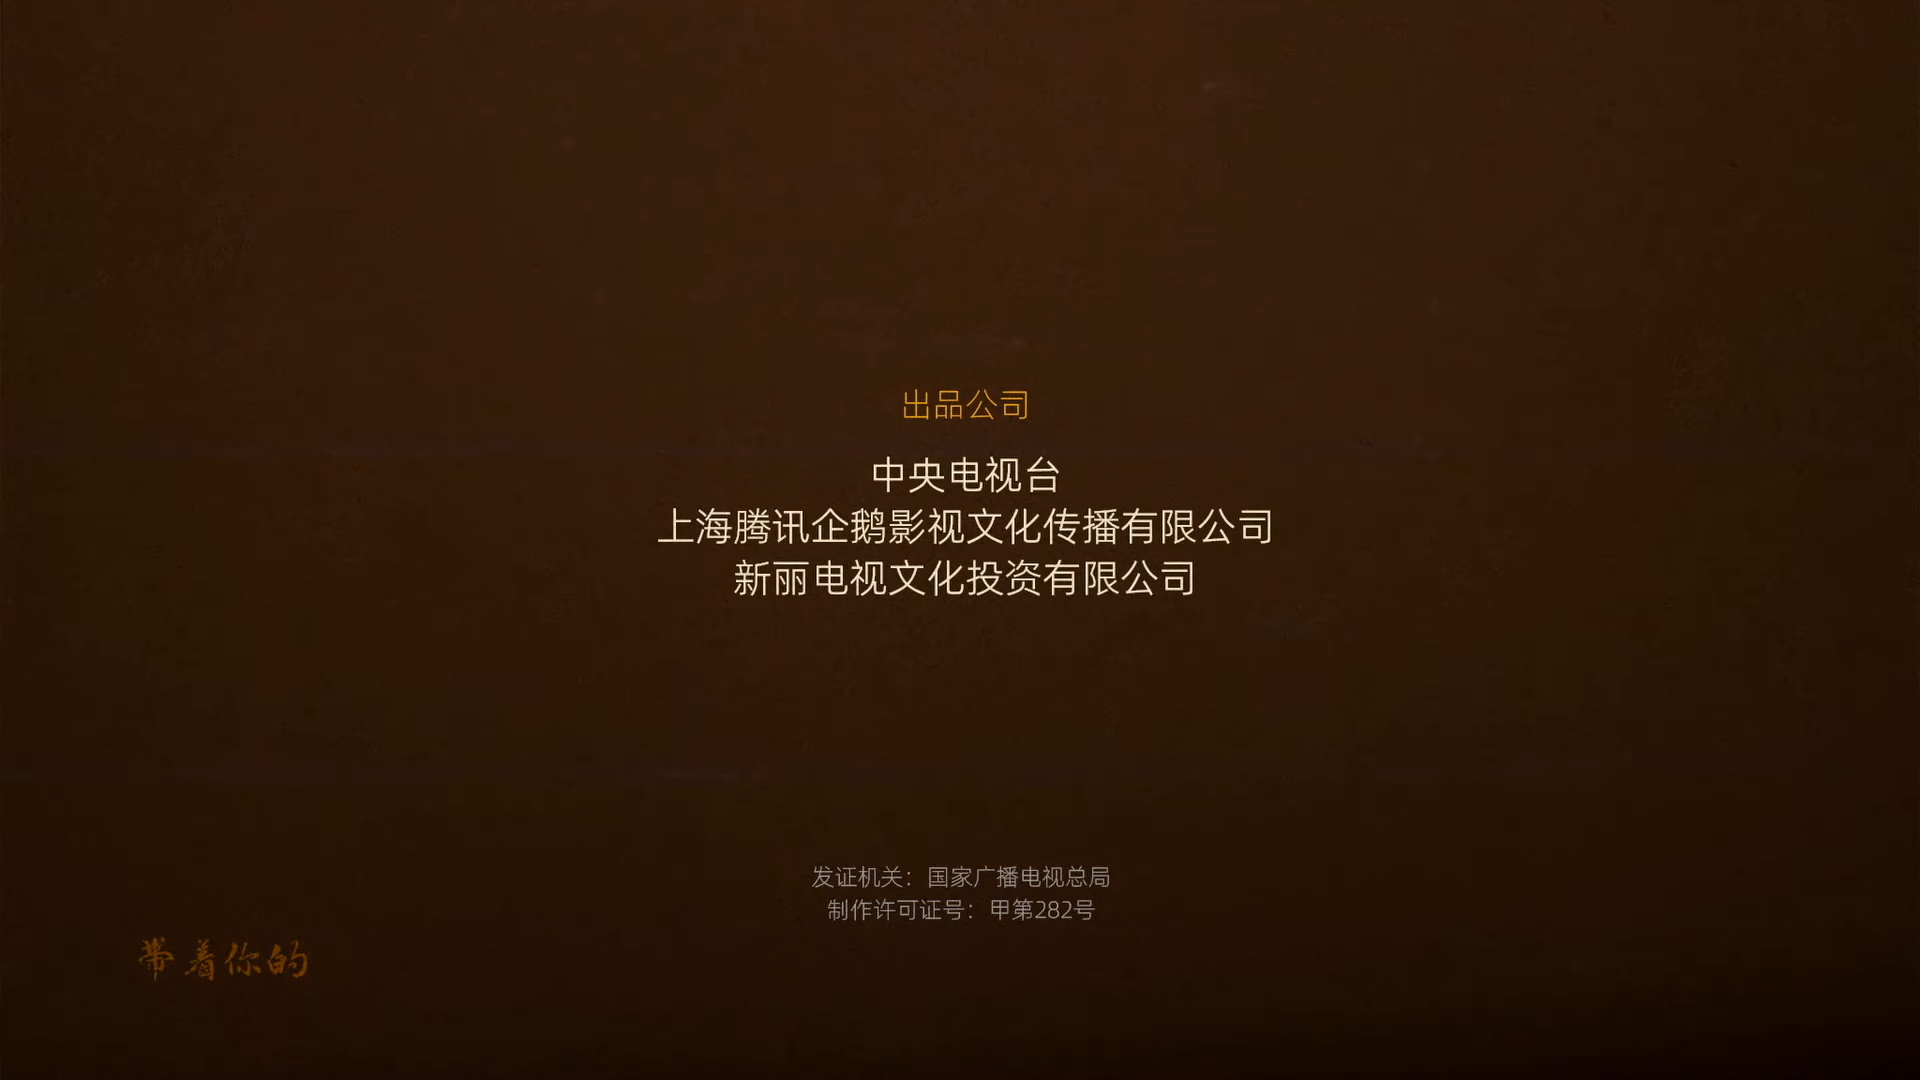 出品公司
中央电视台
上海腾讯企鹅影视文化传播有限公司
新丽电视文化投资有限公司
发证机关：国家广播电视总局
制作许可证号：甲第282号
带着你的